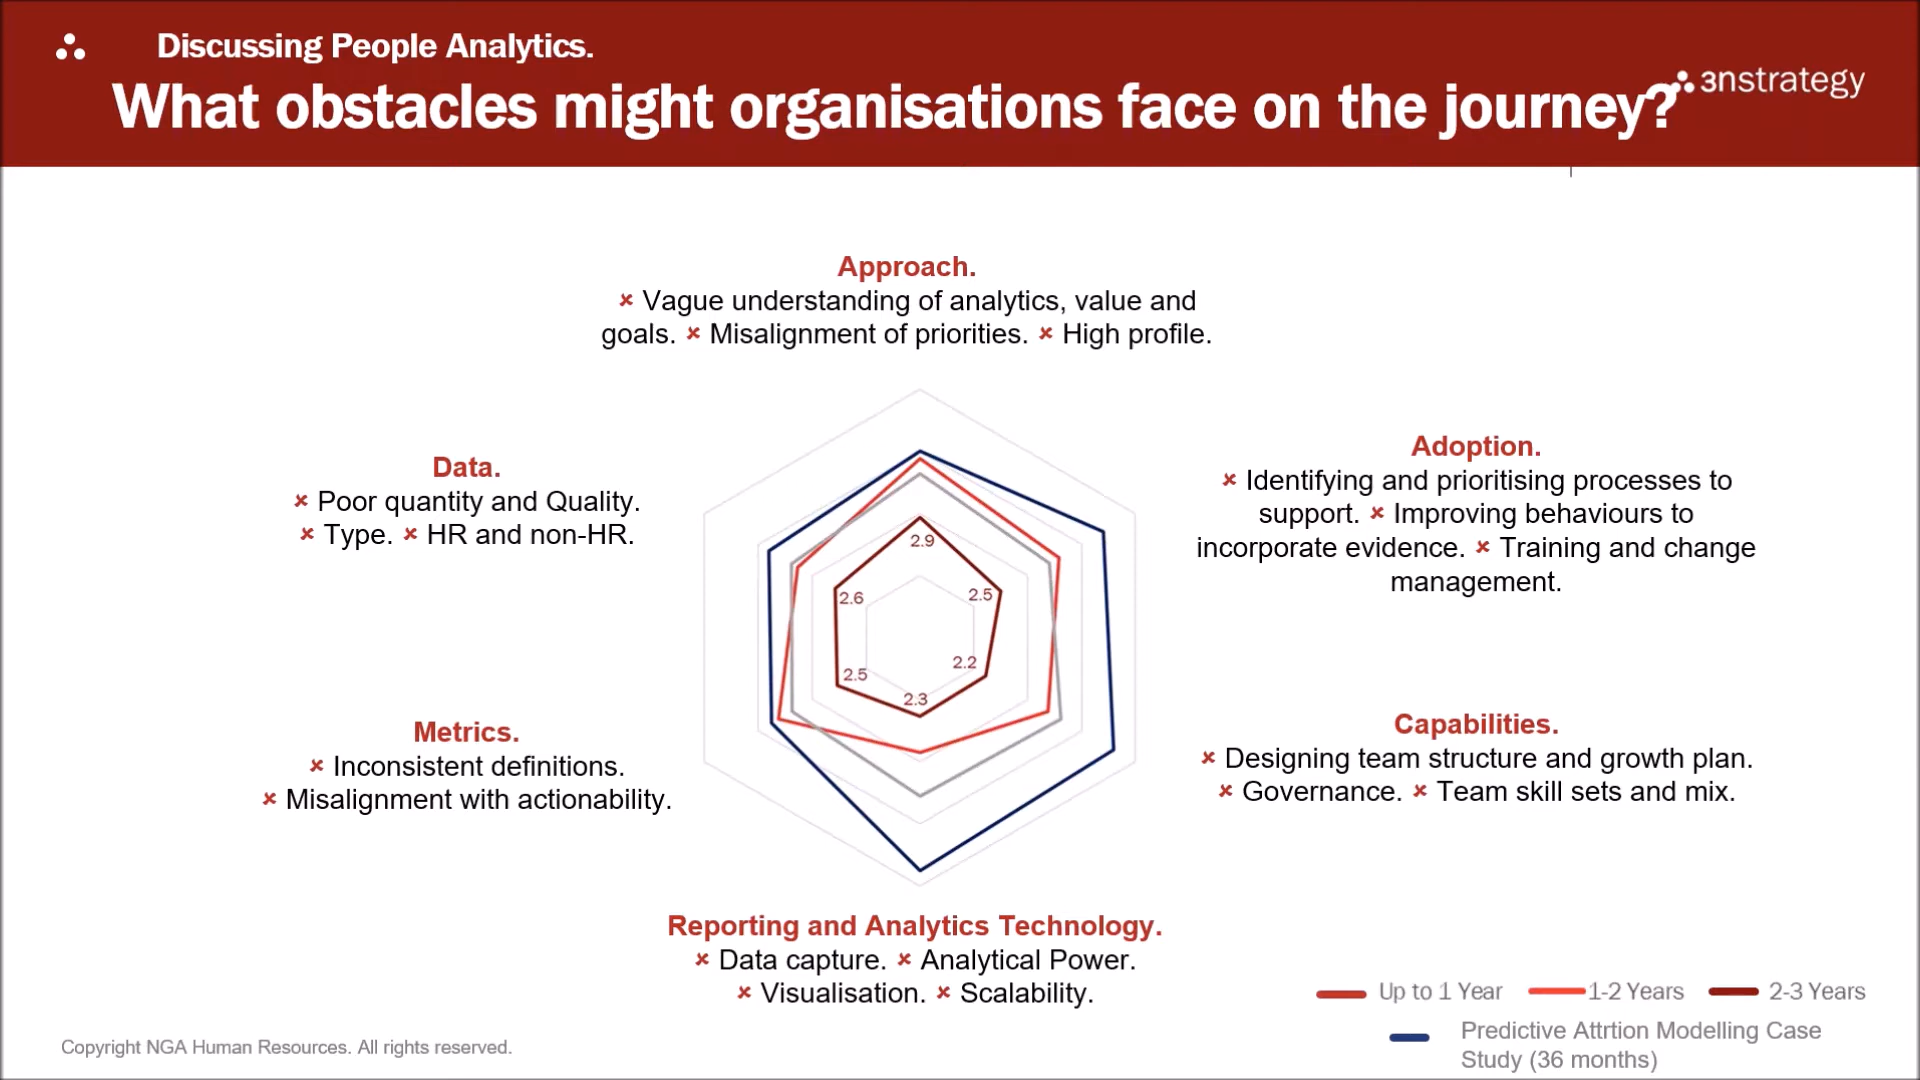 Discussing People Analytics.
What obstacles might organisations face on the journey?
3nstrategy
Approach.
× Vague understanding of analytics, value and
goals. × Misalignment of priorities. × High profile.
Data.
× Poor quantity and Quality.
× Type. × HR and non-HR.
Adoption.
× Identifying and prioritising processes to
support. × Improving behaviours to
incorporate evidence. × Training and change
management.
2.9
2.6
2.5
2.5
2.2
2.3
Metrics.
× Inconsistent definitions.
× Misalignment with actionability.
Capabilities.
× Designing team structure and growth plan.
× Governance. × Team skill sets and mix.
Reporting and Analytics Technology.
× Data capture. × Analytical Power.
× Visualisation. × Scalability.
Up to 1 Year 1-2 Years 2-3 Years
Predictive Attrtion Modelling Case
Study (36 months)
Copyright NGA Human Resources. All rights reserved.